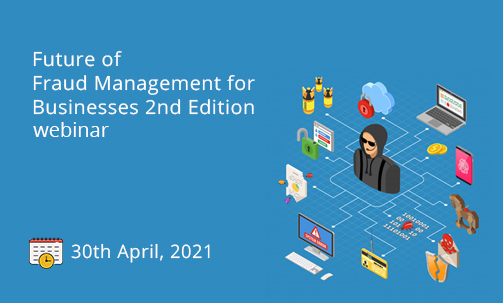 Future of
Fraud Management for
Businesses 2nd Edition
webinar
30th April, 2021